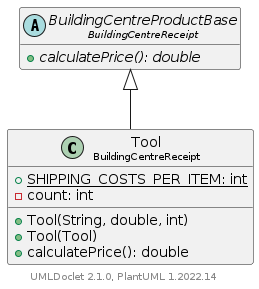 A BuildingCentreProductBase
BuildingCentreReceipt
calculatePrice(): double
C Tool
BuildingCentreReceipt
SHIPPING_COSTS_PER_ITEM: int
count: int
Tool(String, double, int)
Tool(Tool)
calculatePrice(): double
UMLDoclet 2.1.0, PlantUML 1.2022.14